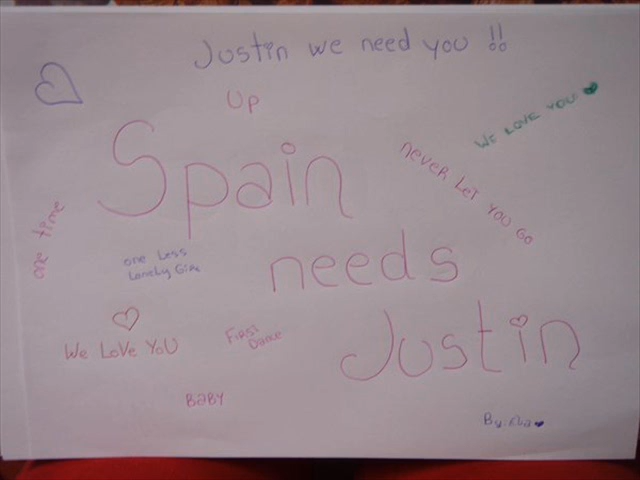 Justin we need you !!
Up
We Love You
Spain
never Let You Go
one time
needs
one Less
Lonely Girl
Justin
We Love You
First
Dance
BaBY
By: